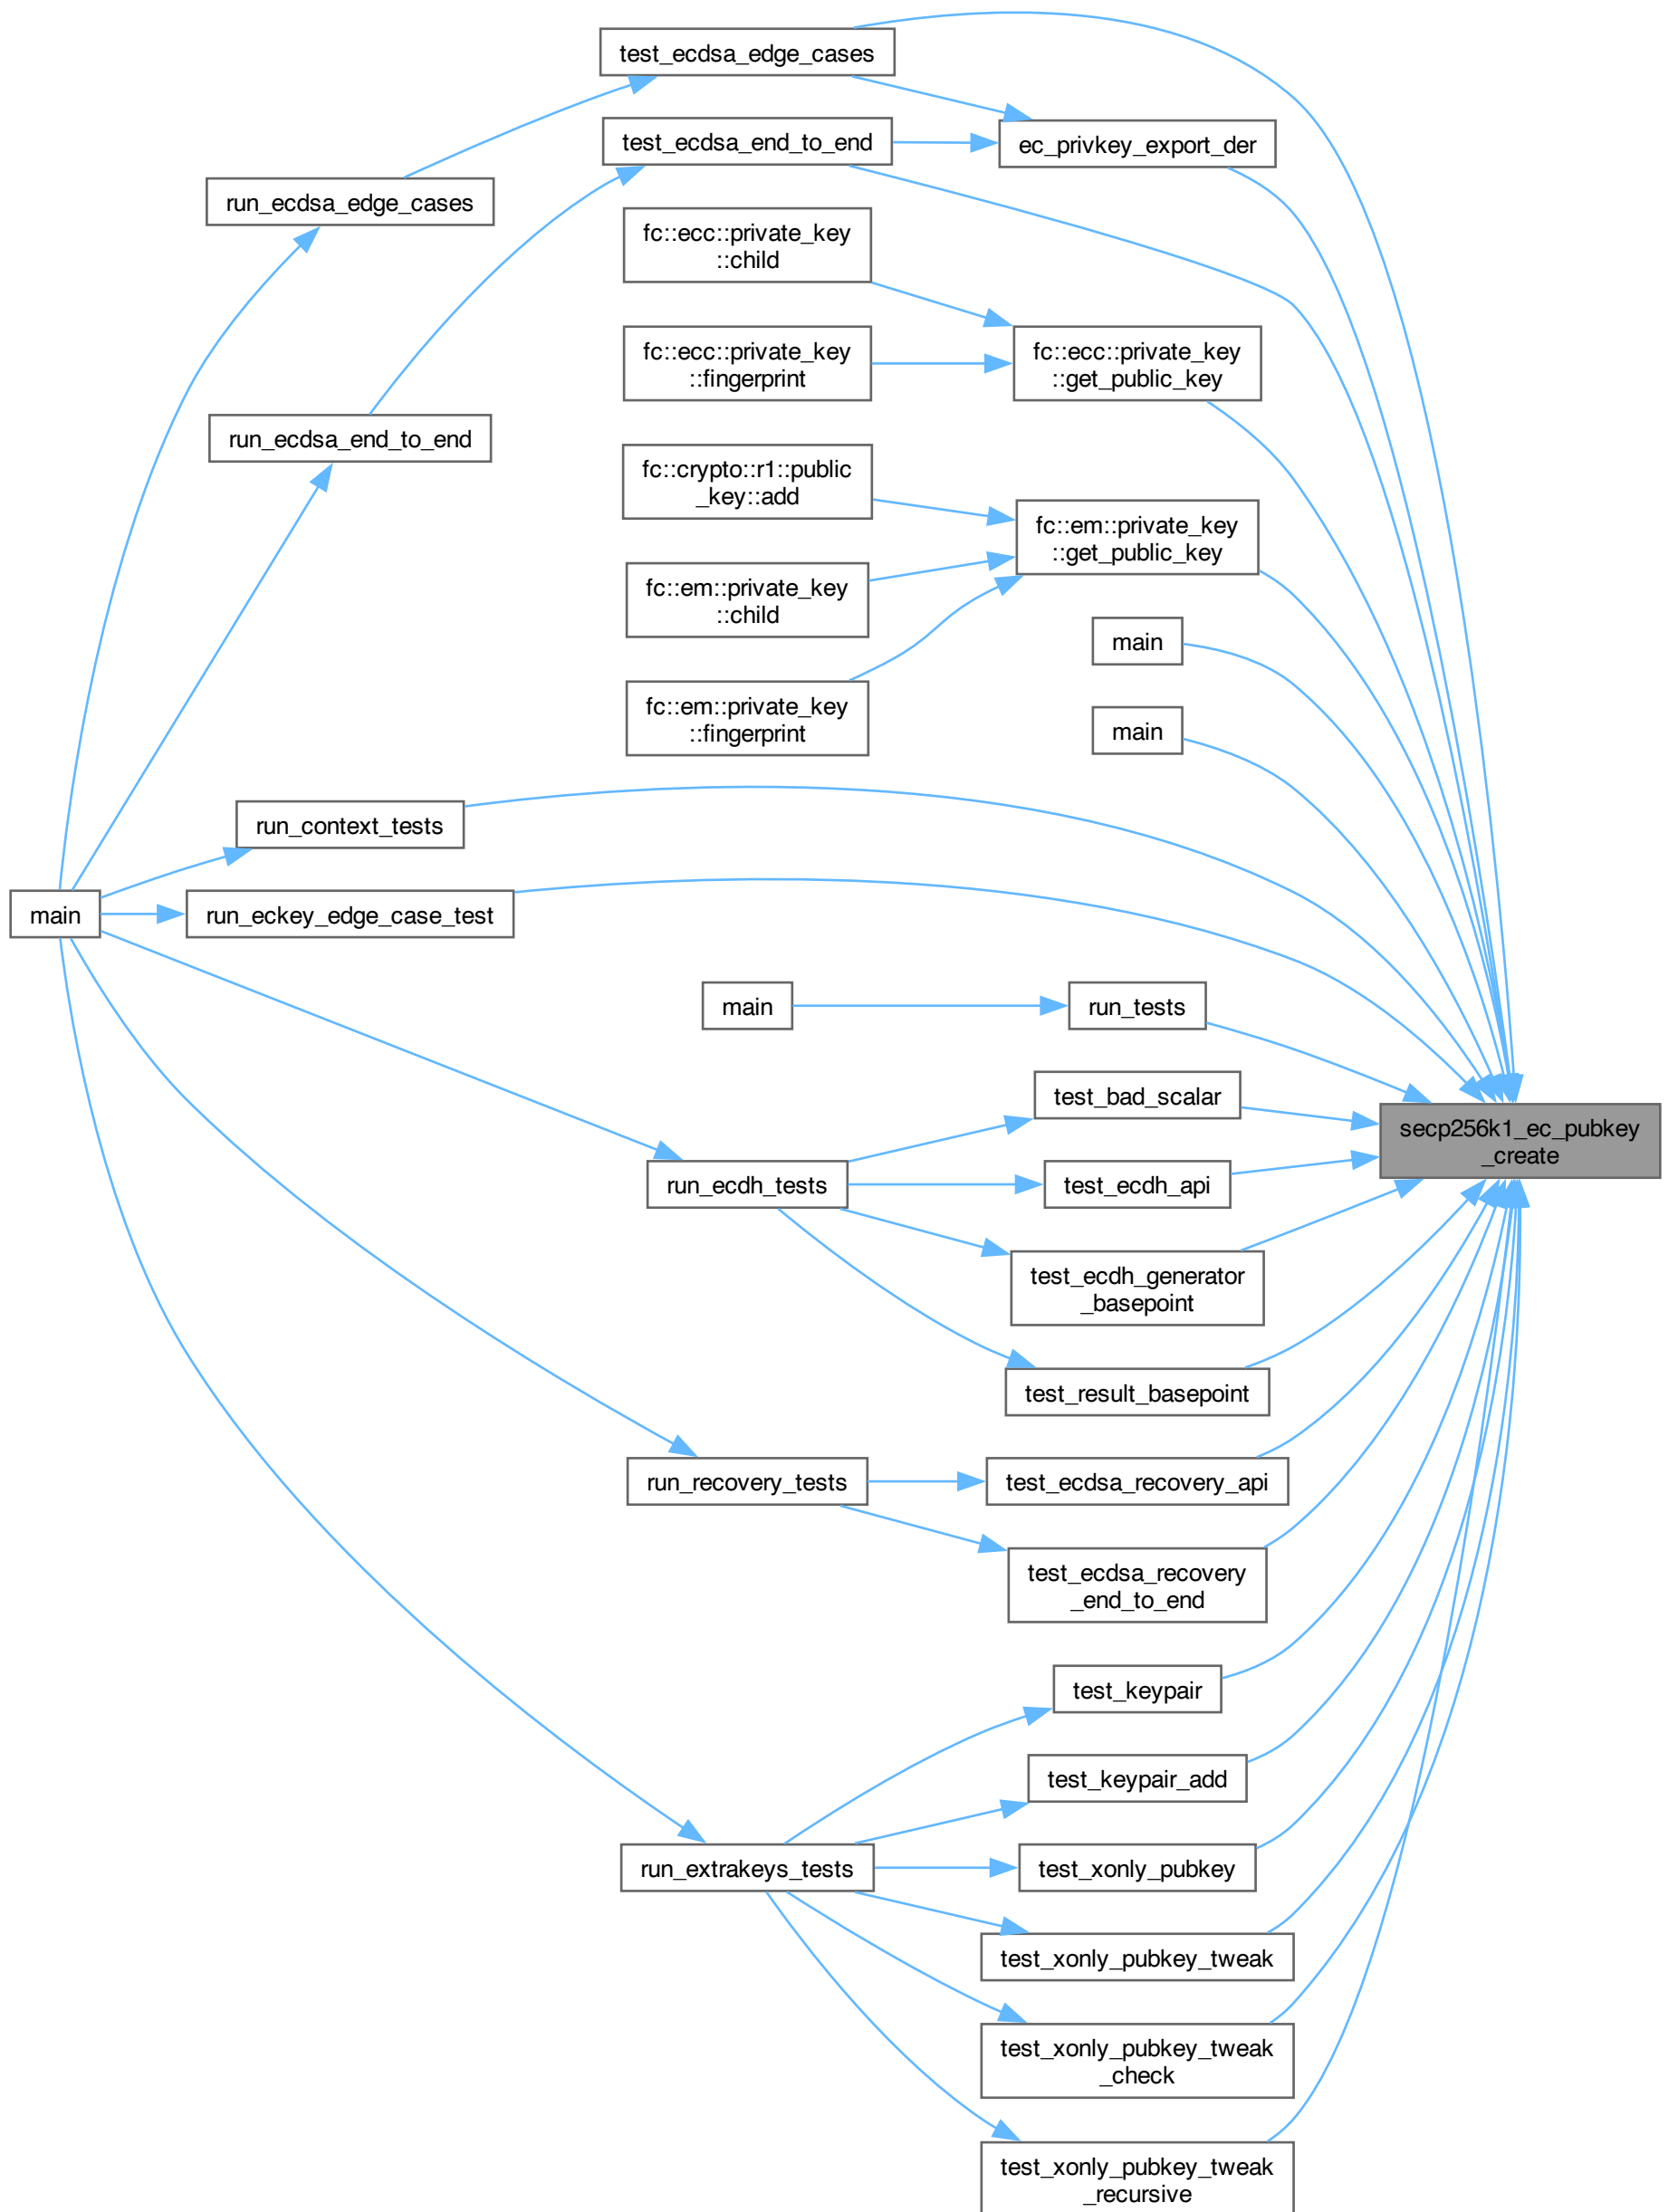 test_ecdsa_edge_cases
test_ecdsa_end_to_end
ec_privkey_export_der
run_ecdsa_edge_cases
fc::ecc::private_key
::child
fc::ecc::private_key
::fingerprint
fc::ecc::private_key
::get_public_key
run_ecdsa_end_to_end
fc::crypto::r1::public
_key::add
fc::em::private_key
::get_public_key
fc::em::private_key
::child
main
fc::em::private_key
::fingerprint
main
run_context_tests
main
run_eckey_edge_case_test
main
run_tests
test_bad_scalar
secp256k1_ec_pubkey
_create
run_ecdh_tests
test_ecdh_api
test_ecdh_generator
_basepoint
test_result_basepoint
run_recovery_tests
test_ecdsa_recovery_api
test_ecdsa_recovery
_end_to_end
test_keypair
test_keypair_add
run_extrakeys_tests
test_xonly_pubkey
test_xonly_pubkey_tweak
test_xonly_pubkey_tweak
_check
test_xonly_pubkey_tweak
_recursive